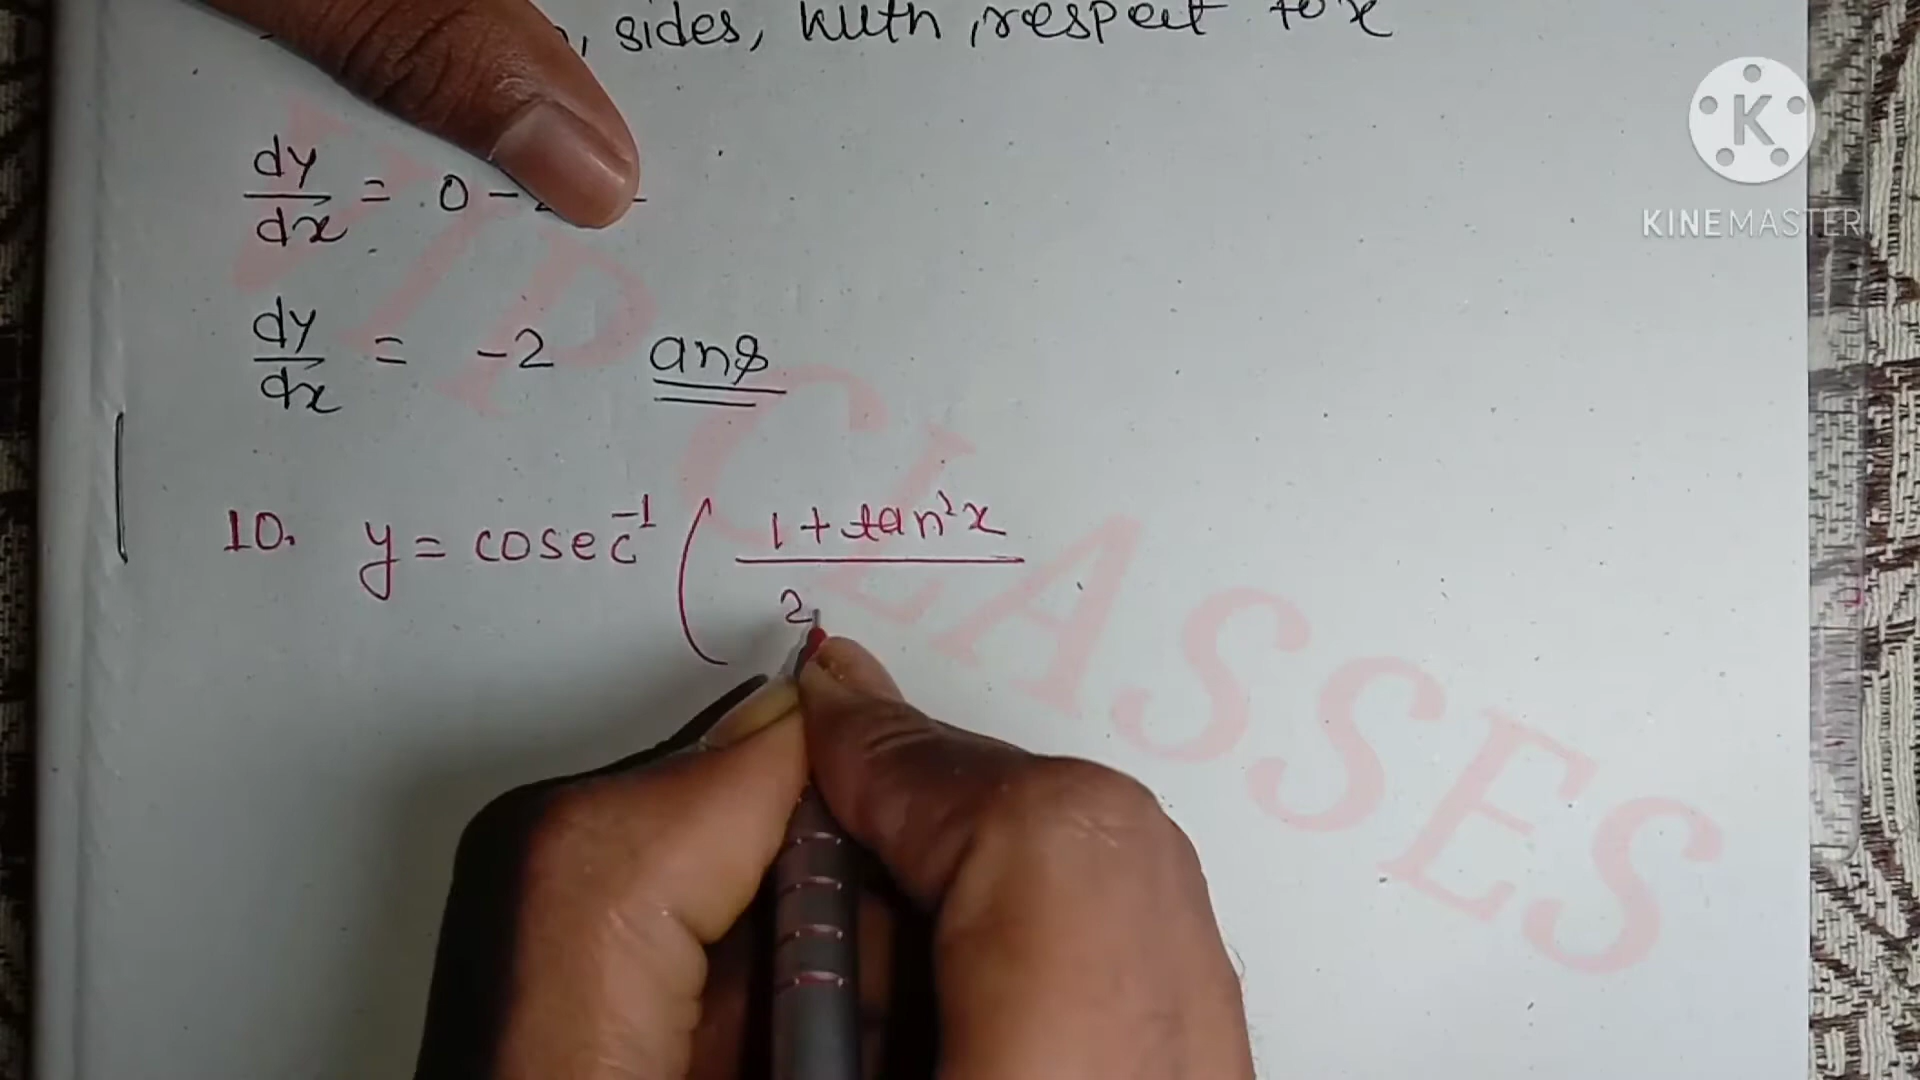 sides, with respect to x
KINEMASTER
dy/dx = 0 -
dy/dx = -2 ans
10. y = cosec⁻¹ ( 1 + tan²x / 2
VIP CLASSES